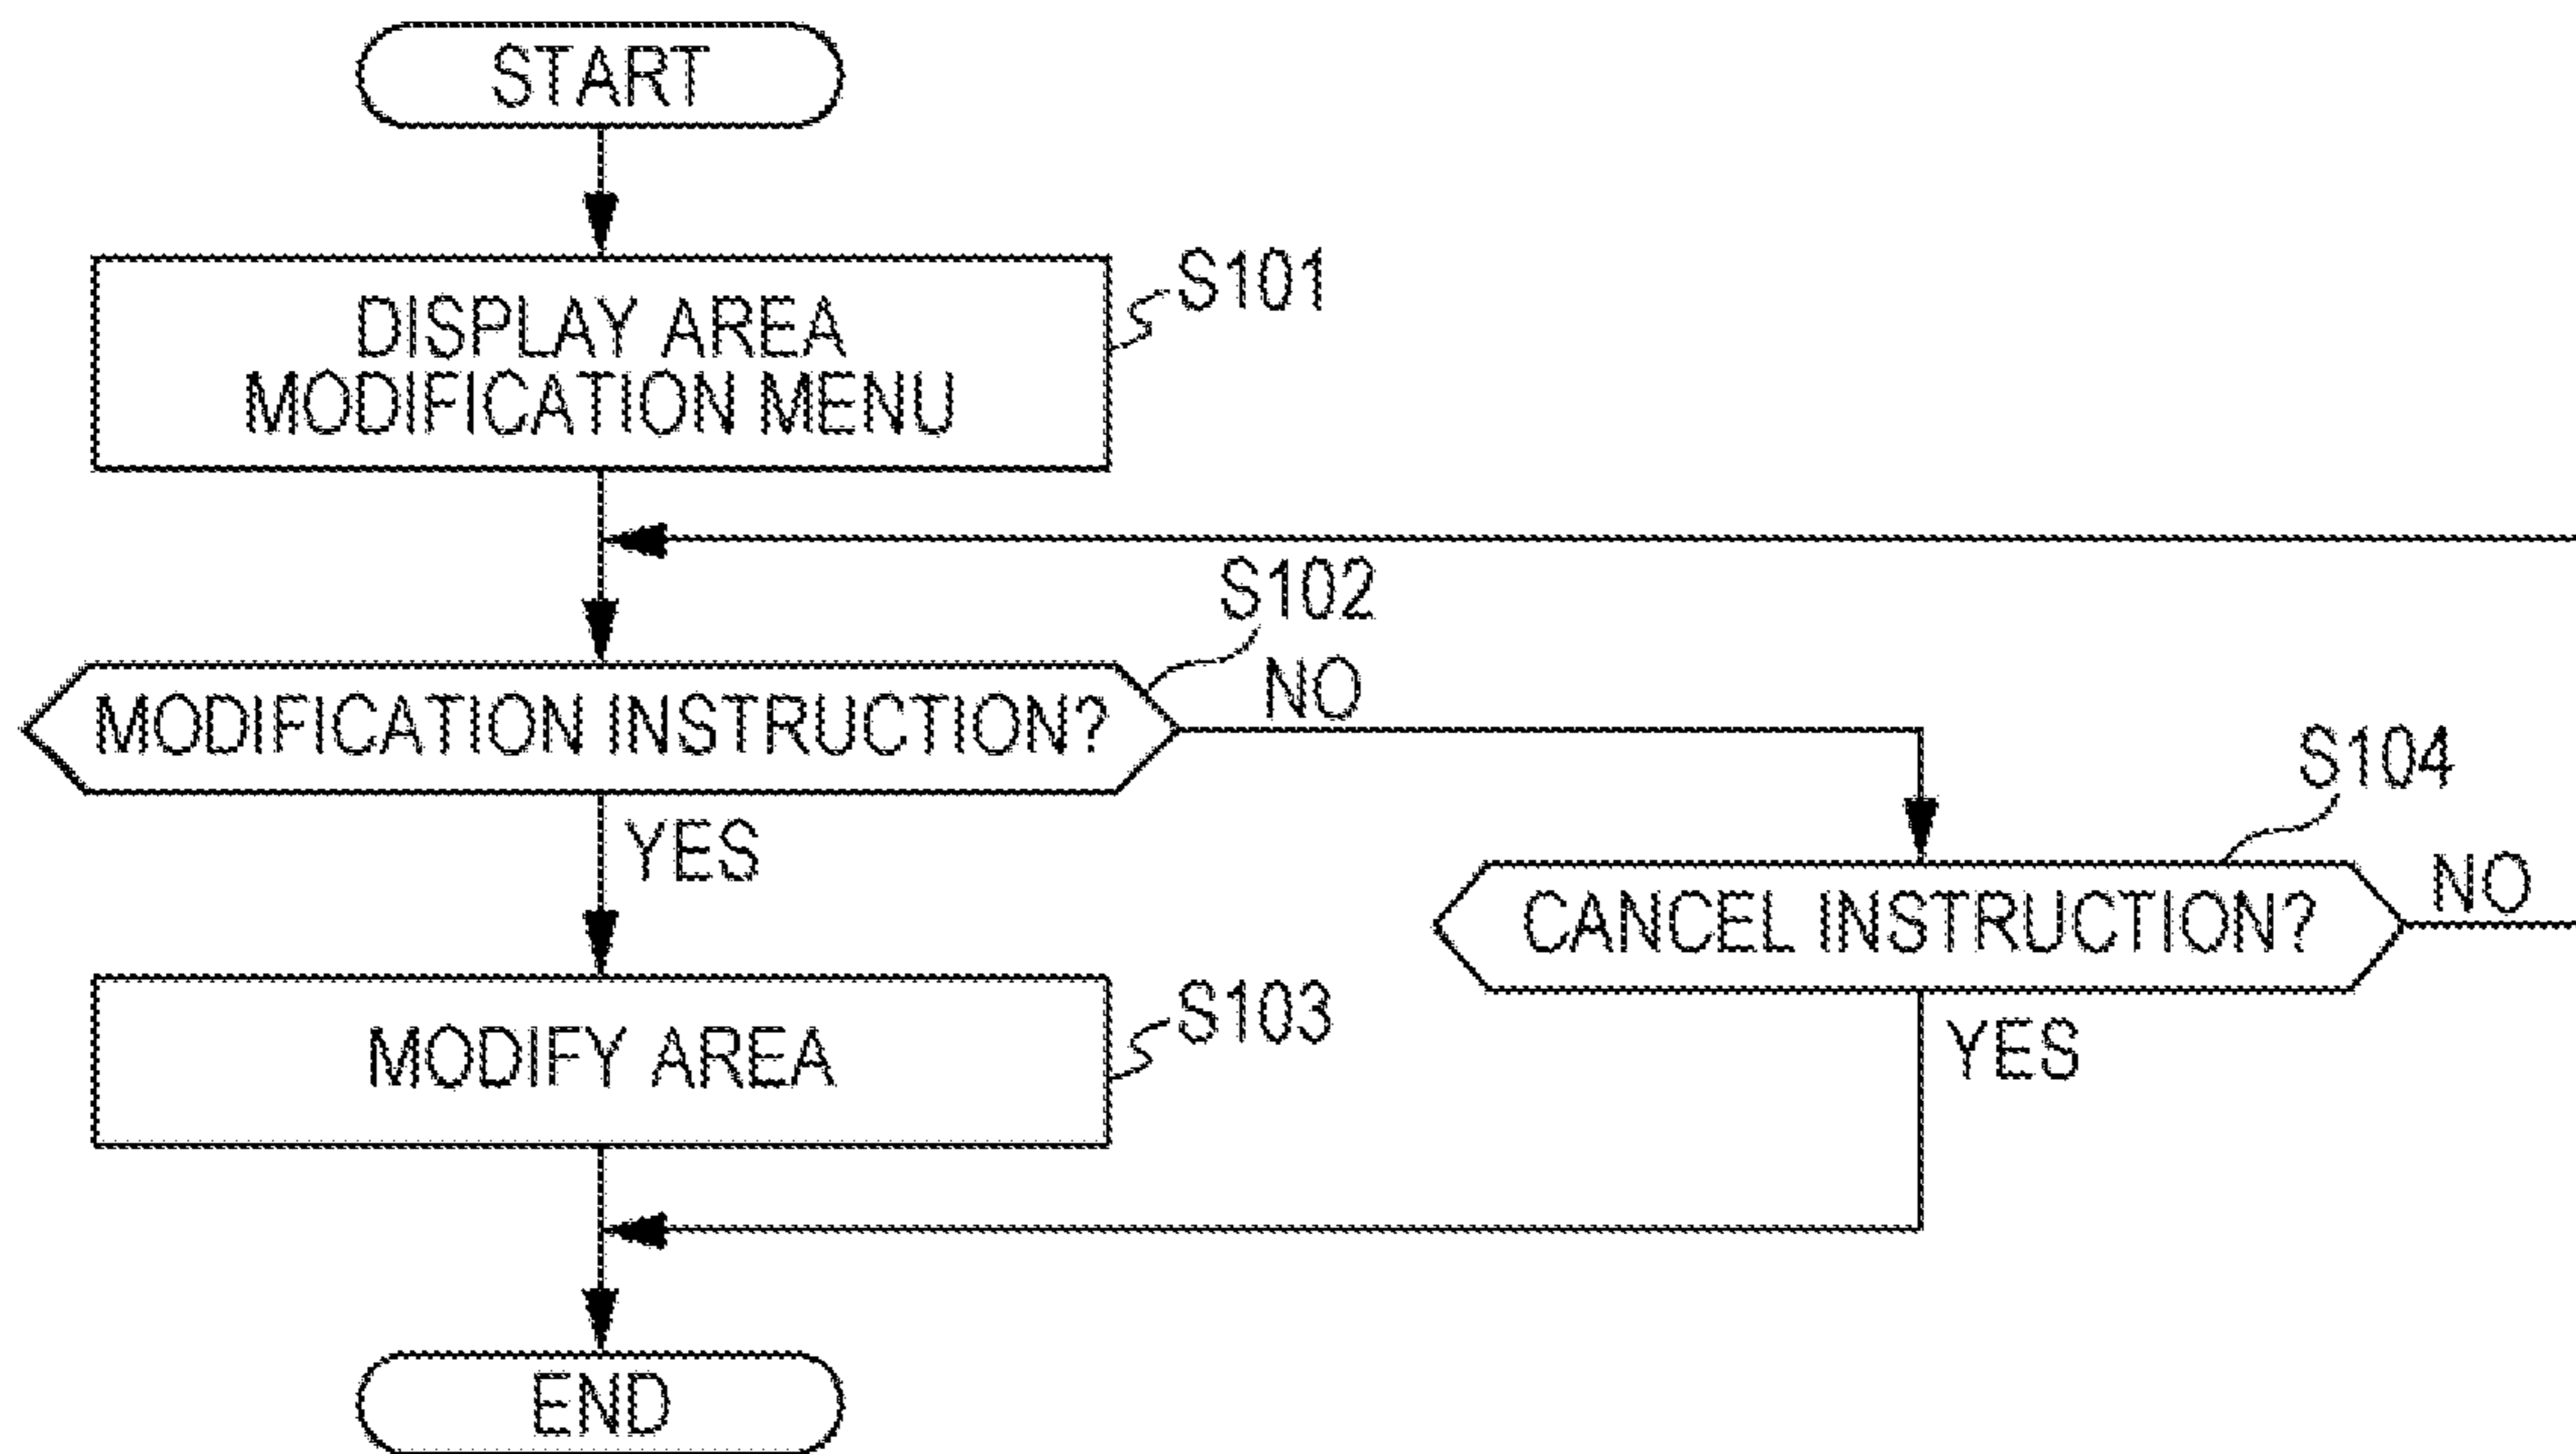 START
S101
DISPLAY AREA
MODIFICATION MENU
S102
MODIFICATION INSTRUCTION?
NO
S104
YES
CANCEL INSTRUCTION?
NO
S103
MODIFY AREA
YES
END